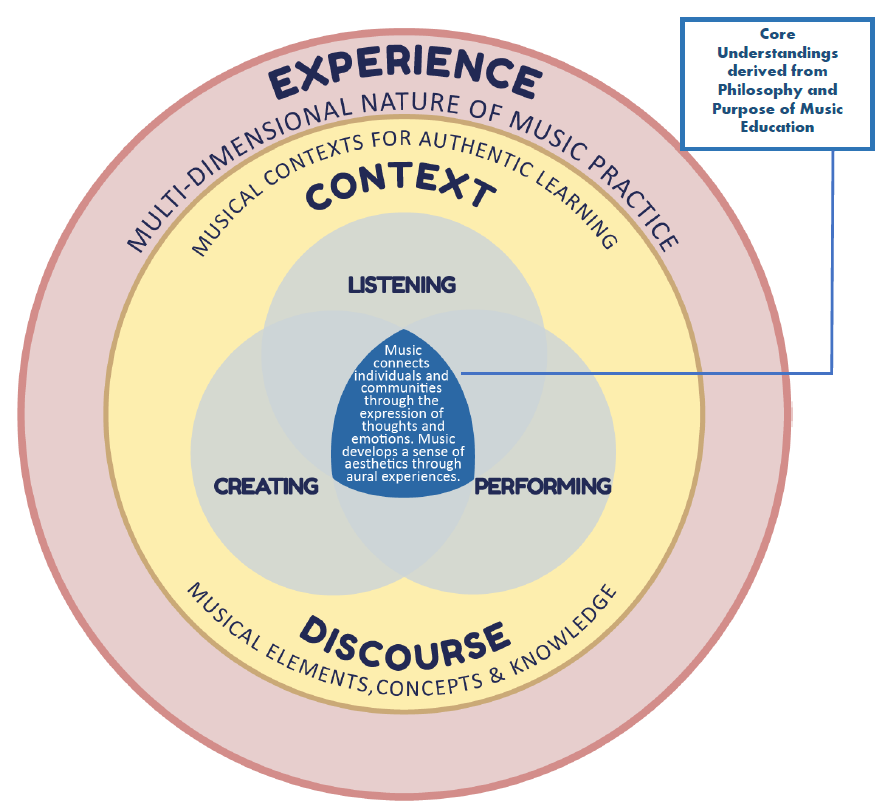 Core
Understandings
derived from
Philosophy and
Purpose of Music
Education
EXPERIENCE
MULTI-DIMENSIONAL NATURE OF MUSIC PRACTICE
MUSICAL CONTEXTS FOR AUTHENTIC LEARNING
CONTEXT
LISTENING
Music
connects
individuals and
communities
through the
expression of
thoughts and
emotions. Music
develops a sense of
aesthetics through
aural experiences.
CREATING
PERFORMING
DISCOURSE
MUSICAL ELEMENTS, CONCEPTS & KNOWLEDGE